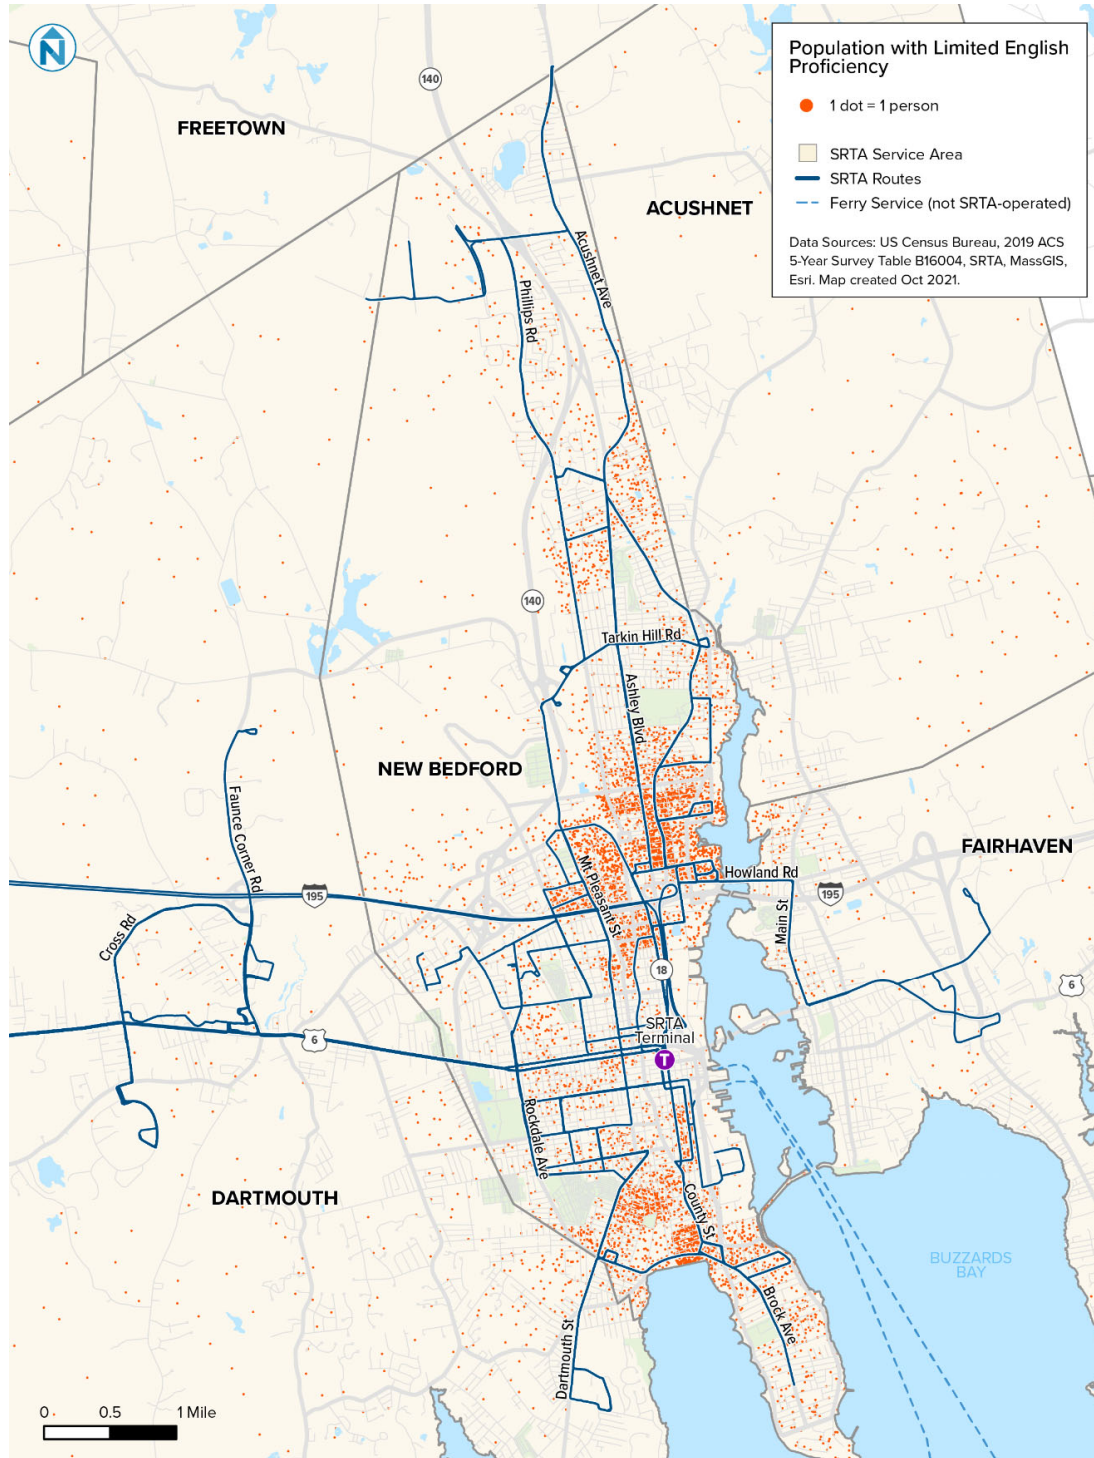 N
Population with Limited English
Proficiency
1 dot = 1 person
SRTA Service Area
SRTA Routes
Ferry Service (not SRTA-operated)
Data Sources: US Census Bureau, 2019 ACS
5-Year Survey Table B16004, SRTA, MassGIS,
Esri. Map created Oct 2021.
140
FREETOWN
ACUSHNET
Acushnet Ave
Phillips Rd
140
Tarkin Hill Rd
Ashley Blvd
NEW BEDFORD
Faunce Corner Rd
FAIRHAVEN
Mt Pleasant St
Howland Rd
195
195
Main St
Cross Rd
18
6
SRTA
Terminal
T
6
Rockdale Ave
DARTMOUTH
County St
BUZZARDS
BAY
Brock Ave
Dartmouth St
0 0.5 1 Mile